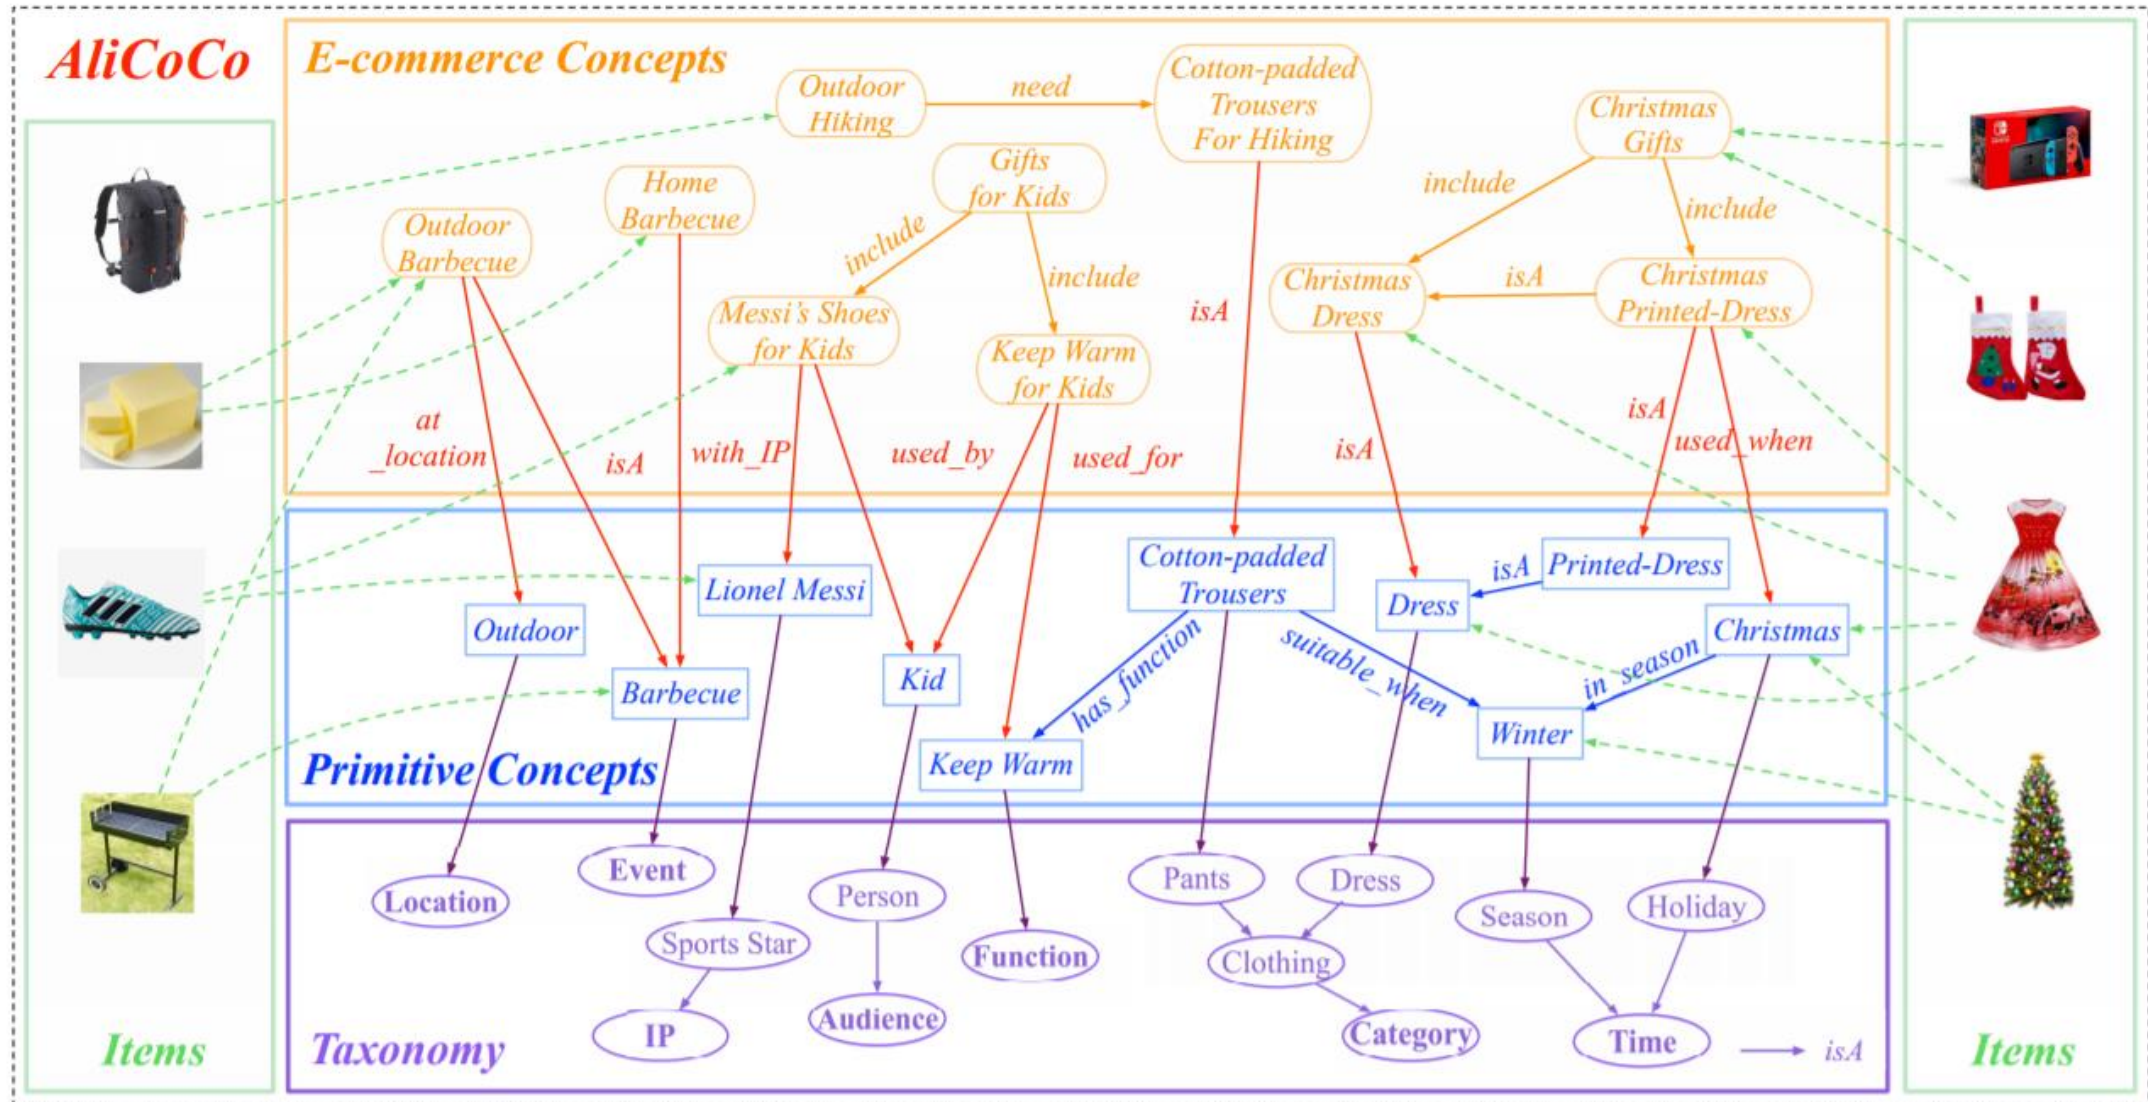 AliCoCo
E-commerce Concepts
Outdoor
Hiking
need
Cotton-padded
Trousers
For Hiking
Christmas
Gifts
Gifts
for Kids
Home
Barbecue
Outdoor
Barbecue
include
include
include
include
Messi's Shoes
for Kids
Keep Warm
for Kids
isA
Christmas
Dress
isA
Christmas
Printed-Dress
at
_location
isA
with_IP
used_by
used_for
isA
isA
used_when
Primitive Concepts
Outdoor
Barbecue
Lionel Messi
Kid
Keep Warm
Cotton-padded
Trousers
has_function
suitable_when
Dress
isA
Printed-Dress
Christmas
in_season
Winter
Taxonomy
Location
Event
Sports Star
IP
Person
Audience
Function
Pants
Dress
Clothing
Category
Season
Holiday
Time
isA
Items
Items